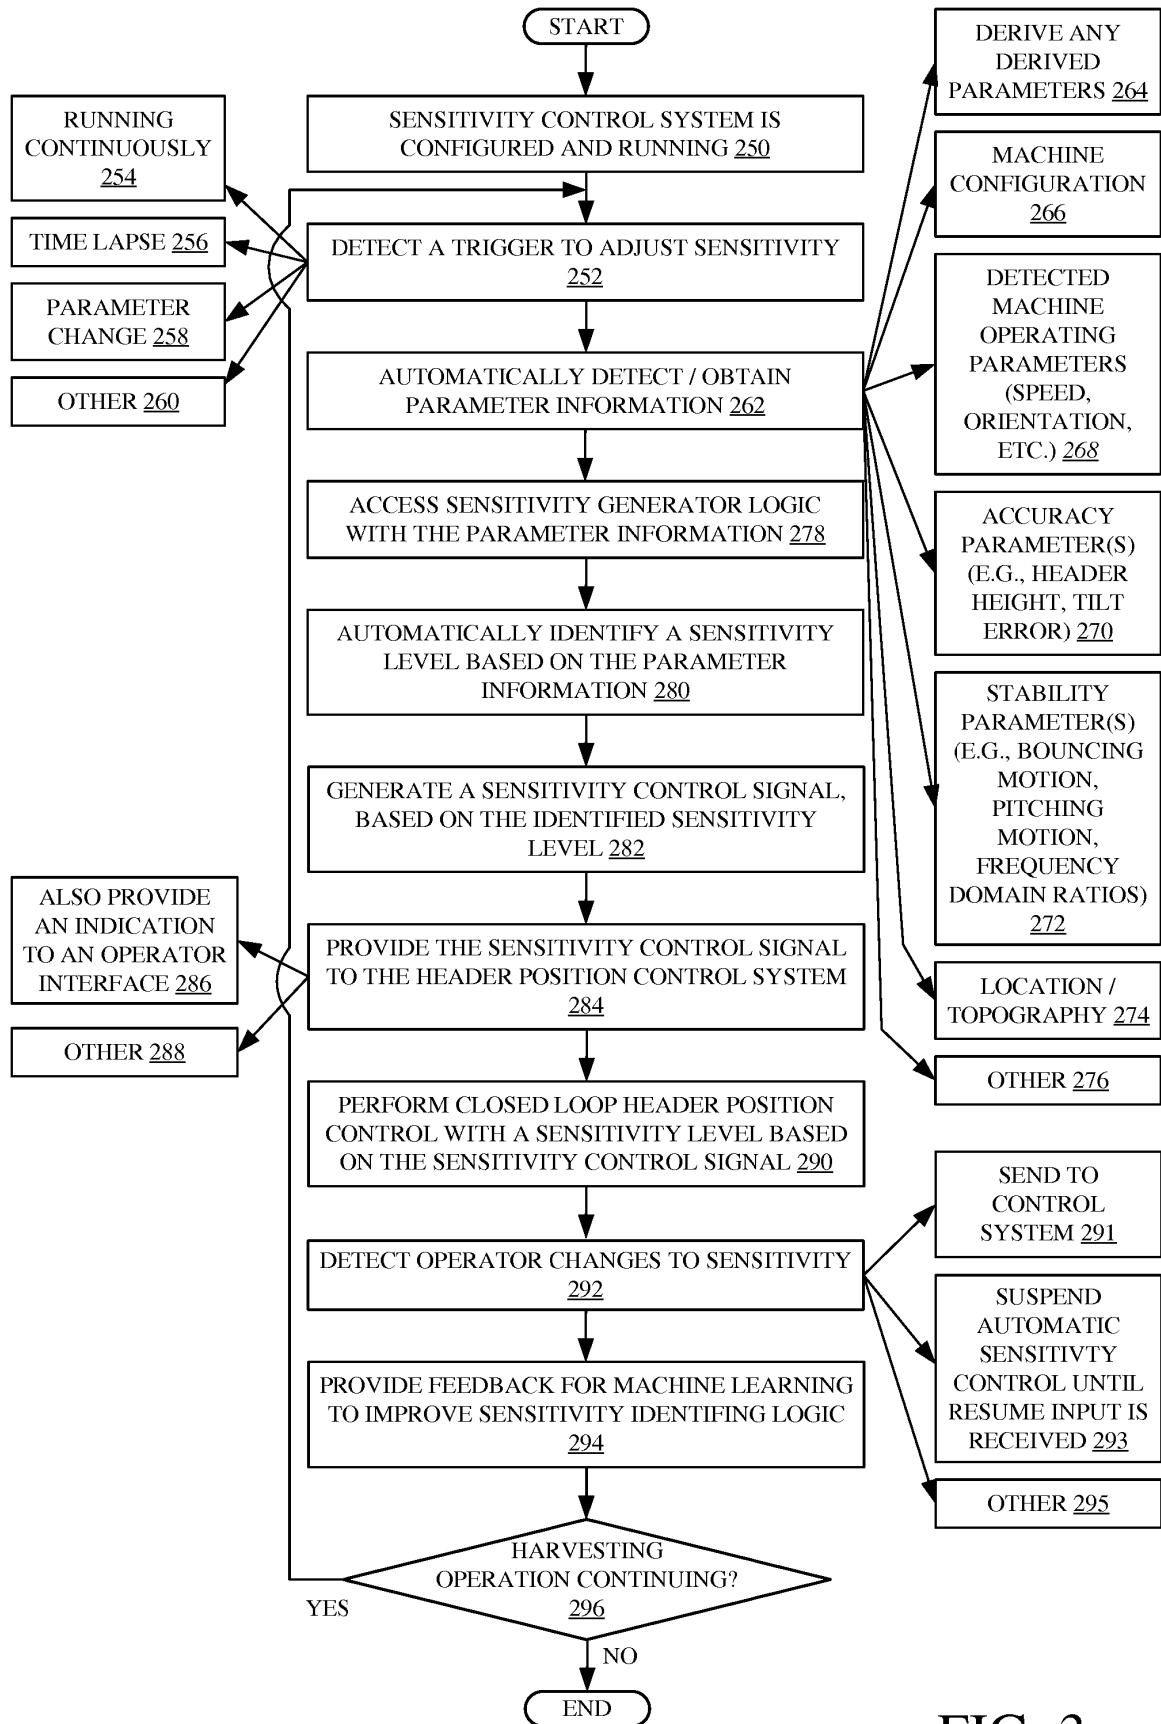 START
SENSITIVITY CONTROL SYSTEM IS
CONFIGURED AND RUNNING 250
DETECT A TRIGGER TO ADJUST SENSITIVITY
252
RUNNING
CONTINUOUSLY
254
TIME LAPSE 256
PARAMETER
CHANGE 258
OTHER 260
AUTOMATICALLY DETECT / OBTAIN
PARAMETER INFORMATION 262
DERIVE ANY
DERIVED
PARAMETERS 264
MACHINE
CONFIGURATION
266
DETECTED
MACHINE
OPERATING
PARAMETERS
(SPEED,
ORIENTATION,
ETC.) 268
ACCURACY
PARAMETER(S)
(E.G., HEADER
HEIGHT, TILT
ERROR) 270
STABILITY
PARAMETER(S)
(E.G., BOUNCING
MOTION,
PITCHING
MOTION,
FREQUENCY
DOMAIN RATIOS)
272
LOCATION /
TOPOGRAPHY 274
OTHER 276
ACCESS SENSITIVITY GENERATOR LOGIC
WITH THE PARAMETER INFORMATION 278
AUTOMATICALLY IDENTIFY A SENSITIVITY
LEVEL BASED ON THE PARAMETER
INFORMATION 280
GENERATE A SENSITIVITY CONTROL SIGNAL,
BASED ON THE IDENTIFIED SENSITIVITY
LEVEL 282
PROVIDE THE SENSITIVITY CONTROL SIGNAL
TO THE HEADER POSITION CONTROL SYSTEM
284
ALSO PROVIDE
AN INDICATION
TO AN OPERATOR
INTERFACE 286
OTHER 288
PERFORM CLOSED LOOP HEADER POSITION
CONTROL WITH A SENSITIVITY LEVEL BASED
ON THE SENSITIVITY CONTROL SIGNAL 290
DETECT OPERATOR CHANGES TO SENSITIVITY
292
SEND TO
CONTROL
SYSTEM 291
SUSPEND
AUTOMATIC
SENSITIVTY
CONTROL UNTIL
RESUME INPUT IS
RECEIVED 293
OTHER 295
PROVIDE FEEDBACK FOR MACHINE LEARNING
TO IMPROVE SENSITIVITY IDENTIFING LOGIC
294
HARVESTING
OPERATION CONTINUING?
296
YES
NO
END
FIG. 3